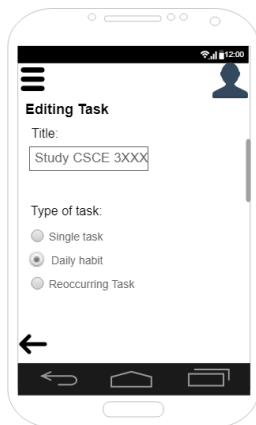 12:00
Editing Task
Title:
Study CSCE 3XXX
Type of task:
Single task
Daily habit
Reoccurring Task